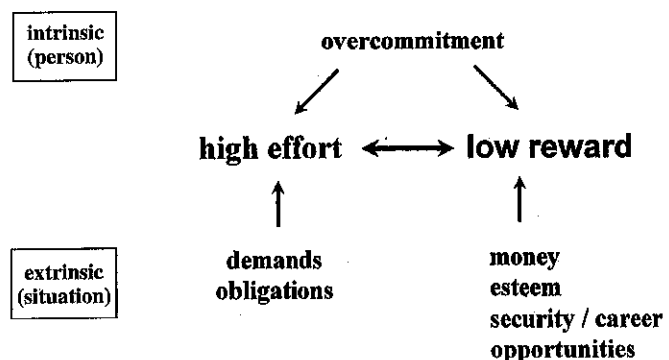 intrinsic
(person)
overcommitment
high effort
low reward
extrinsic
(situation)
demands
obligations
money
esteem
security / career
opportunities